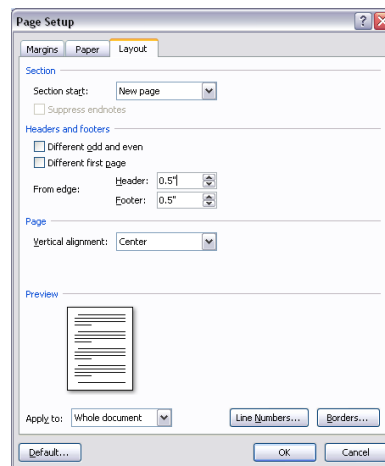 Page Setup
Margins Paper Layout
Section
Section start: New page
Suppress endnotes
Headers and footers
Different odd and even
Different first page
From edge:
Header: 0.5"
Footer: 0.5"
Page
Vertical alignment: Center
Preview
Apply to: Whole document Line Numbers... Borders...
Default... OK Cancel